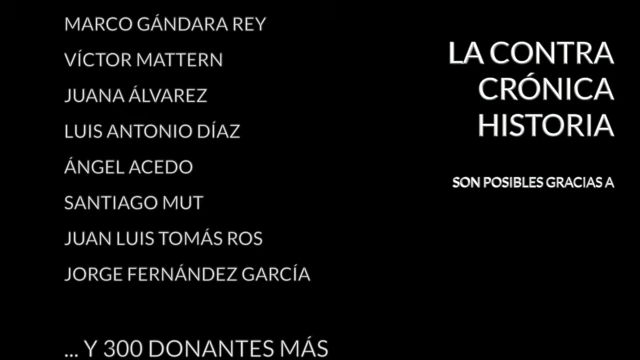 MARCO GÁNDARA REY
VÍCTOR MATTERN
JUANA ÁLVAREZ
LUIS ANTONIO DÍAZ
ÁNGEL ACEDO
SANTIAGO MUT
JUAN LUIS TOMÁS ROS
JORGE FERNÁNDEZ GARCÍA
... Y 300 DONANTES MÁS
LA CONTRA
CRÓNICA
HISTORIA
SON POSIBLES GRACIAS A